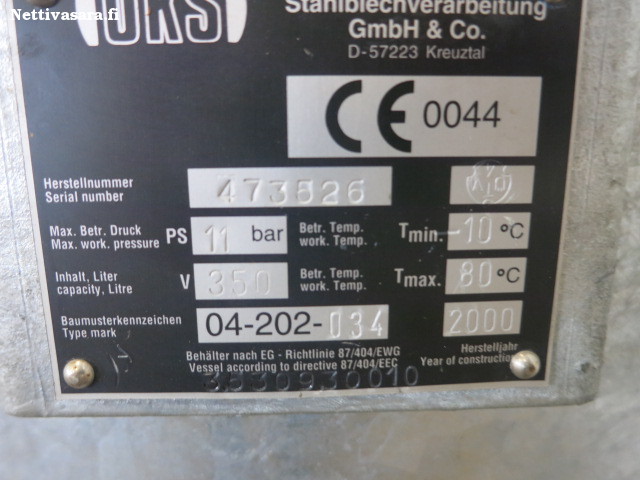 Nettivasara.fi
Stahlblechverarbeitung
GmbH & Co.
D-57223 Kreuztal
CE 0044
Herstellnummer
Serial number
473826
Max. Betr. Druck
Max. work. pressure
PS 11 bar
Betr. Temp.
work. Temp.
Tmin. -10 °C
Inhalt, Liter
capacity, Litre
V 350
Betr. Temp.
work. Temp.
Tmax. 80 °C
Baumusterkennzeichen
Type mark
04-202-034
2000
Behälter nach EG - Richtlinie 87/404/EWG
Vessel according to directive 87/404/EEC
Herstelljahr
Year of construction